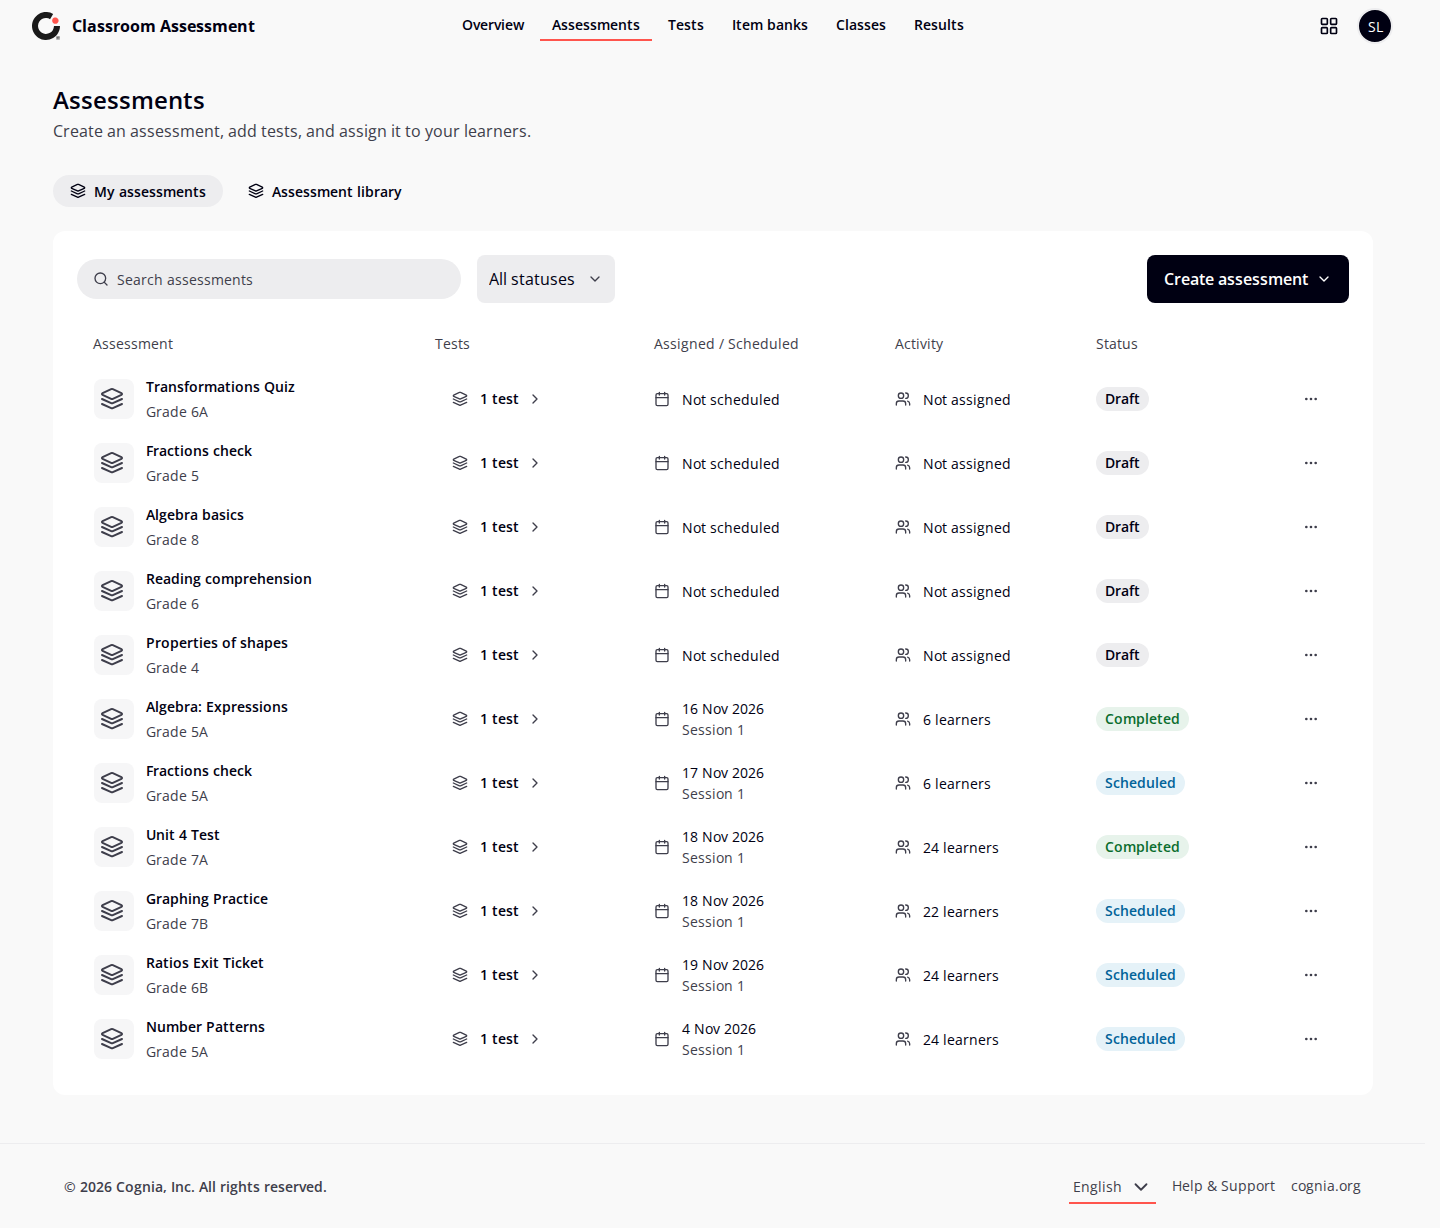 Classroom Assessment
Overview Assessments Tests Item banks Classes Results
SL
Assessments
Create an assessment, add tests, and assign it to your learners.
My assessments Assessment library
Search assessments All statuses Create assessment
Assessment Tests Assigned / Scheduled Activity Status
Transformations Quiz
Grade 6A
1 test Not scheduled Not assigned Draft
Fractions check
Grade 5
1 test Not scheduled Not assigned Draft
Algebra basics
Grade 8
1 test Not scheduled Not assigned Draft
Reading comprehension
Grade 6
1 test Not scheduled Not assigned Draft
Properties of shapes
Grade 4
1 test Not scheduled Not assigned Draft
Algebra: Expressions
Grade 5A
1 test
16 Nov 2026
Session 1
6 learners Completed
Fractions check
Grade 5A
1 test
17 Nov 2026
Session 1
6 learners Scheduled
Unit 4 Test
Grade 7A
1 test
18 Nov 2026
Session 1
24 learners Completed
Graphing Practice
Grade 7B
1 test
18 Nov 2026
Session 1
22 learners Scheduled
Ratios Exit Ticket
Grade 6B
1 test
19 Nov 2026
Session 1
24 learners Scheduled
Number Patterns
Grade 5A
1 test
4 Nov 2026
Session 1
24 learners Scheduled
© 2026 Cognia, Inc. All rights reserved.
English Help & Support cognia.org